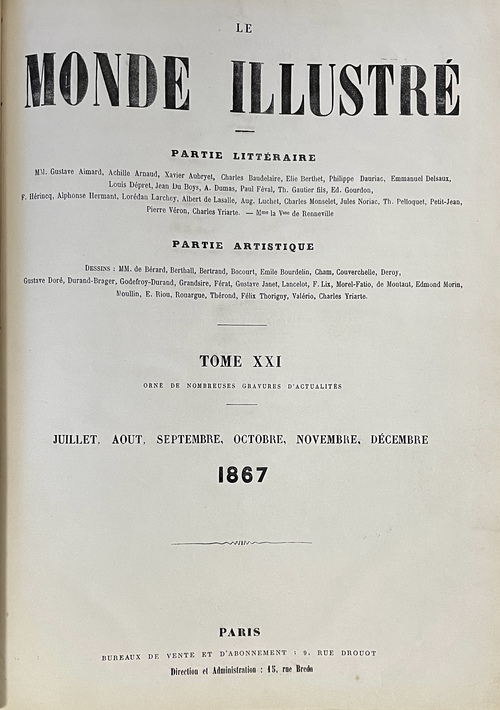 LE
MONDE ILLUSTRÉ
PARTIE LITTÉRAIRE
MM. Gustave Aimard, Achille Arnaud, Xavier Aubryet, Charles Baudelaire, Elie Berthet, Philippe Dauriac, Emmanuel Delsaux,
Louis Dépret, Jean Du Boys, A. Dumas, Paul Féval, Th. Gautier fils, Ed. Gourdon,
F. Hérincq, Alphonse Hermant, Lorédan Larchey, Albert de Lasalle, Aug. Luchet, Charles Monselet, Jules Noriac, Th. Pelloquet, Petit-Jean,
Pierre Véron, Charles Yriarte. — Mme la Vsse de Renneville
PARTIE ARTISTIQUE
DESSINS : MM. de Bérard, Berthall, Bertrand, Bocourt, Emile Bourdelin, Cham, Couverchelle, Deroy,
Gustave Doré, Durand-Brager, Godefroy-Durand, Grandsire, Férat, Gustave Janet, Lancelot, F. Lix, Morel-Fatio, de Montaut, Edmond Morin,
Moullin, E. Riou, Rouargue, Thérond, Félix Thorigny, Valério, Charles Yriarte.
TOME XXI
ORNÉ DE NOMBREUSES GRAVURES D'ACTUALITÉS
JUILLET, AOUT, SEPTEMBRE, OCTOBRE, NOVEMBRE, DÉCEMBRE
1867
PARIS
BUREAUX DE VENTE ET D'ABONNEMENT : 9, RUE DROUOT
Direction et Administration : 15, rue Breda